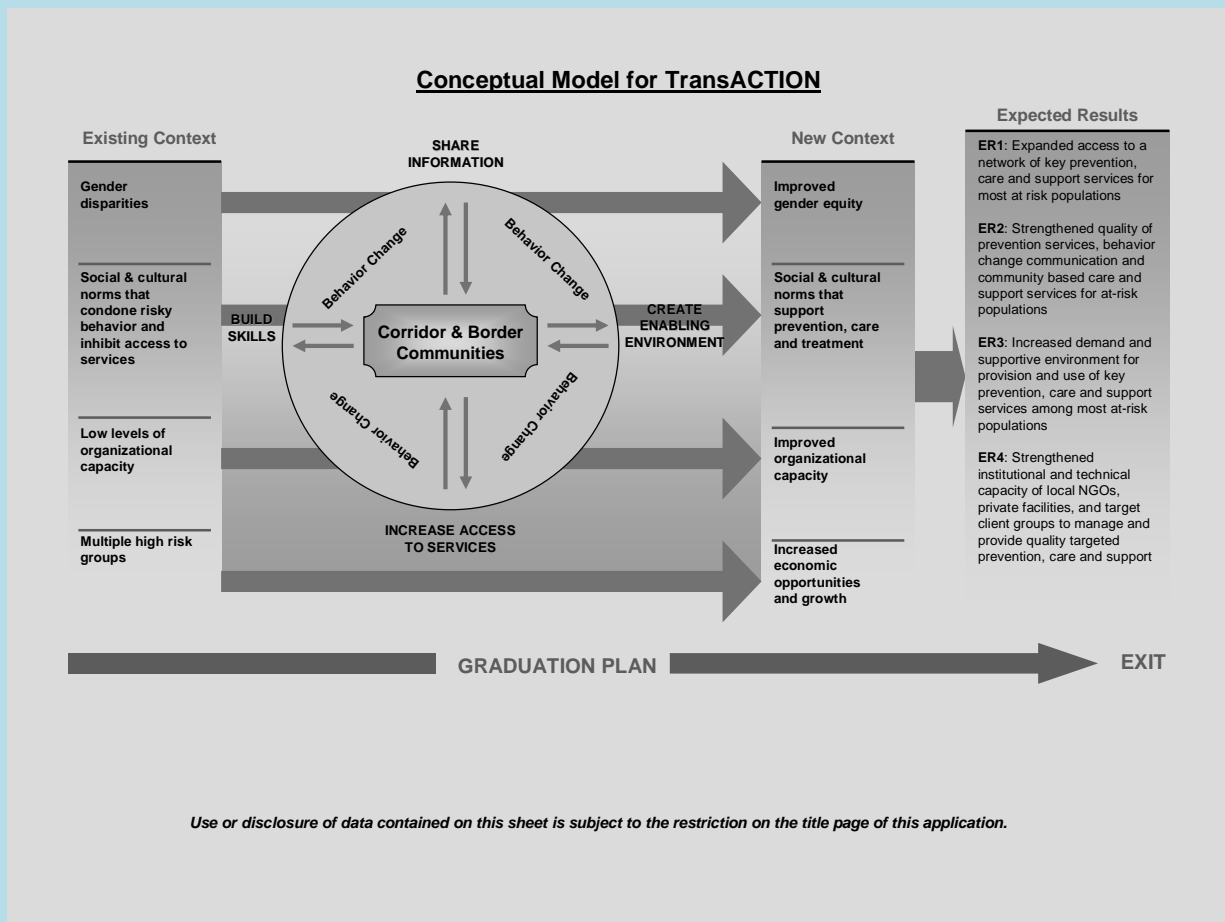 Conceptual Model for TransACTION
Existing Context
Gender
disparities
Social & cultural
norms that
condone risky
behavior and
inhibit access to
services
Low levels of
organizational
capacity
Multiple high risk
groups
SHARE
INFORMATION
BUILD
SKILLS
Behavior Change
Behavior Change
Corridor & Border
Communities
Behavior Change
Behavior Change
CREATE
ENABLING
ENVIRONMENT
INCREASE ACCESS
TO SERVICES
New Context
Improved
gender equity
Social & cultural
norms that
support
prevention, care
and treatment
Improved
organizational
capacity
Increased
economic
opportunities
and growth
Expected Results
ER1: Expanded access to a
network of key prevention,
care and support services for
most at risk populations
ER2: Strengthened quality of
prevention services, behavior
change communication and
community based care and
support services for at-risk
populations
ER3: Increased demand and
supportive environment for
provision and use of key
prevention, care and support
services among most at-risk
populations
ER4: Strengthened
institutional and technical
capacity of local NGOs,
private facilities, and target
client groups to manage and
provide quality targeted
prevention, care and support
GRADUATION PLAN
EXIT
Use or disclosure of data contained on this sheet is subject to the restriction on the title page of this application.